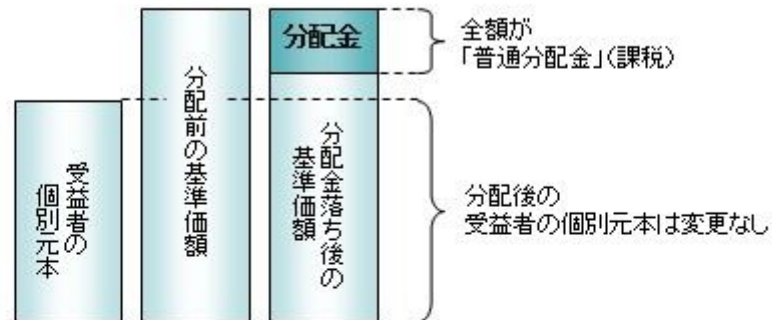 受益者の
個別元本
分配前の基準価額
分配金
分配金落ち後の
基準価額
全額が
「普通分配金」(課税)
分配後の
受益者の個別元本は変更なし